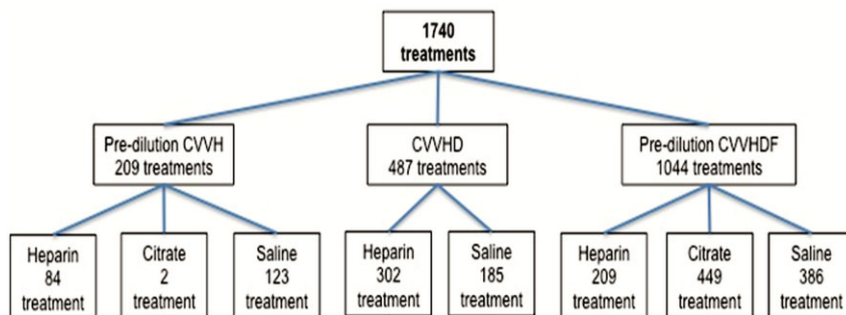 1740
treatments
Pre-dilution CVVH
209 treatments
CVVHD
487 treatments
Pre-dilution CVVHDF
1044 treatments
Heparin
84
treatment
Citrate
2
treatment
Saline
123
treatment
Heparin
302
treatment
Saline
185
treatment
Heparin
209
treatment
Citrate
449
treatment
Saline
386
treatment